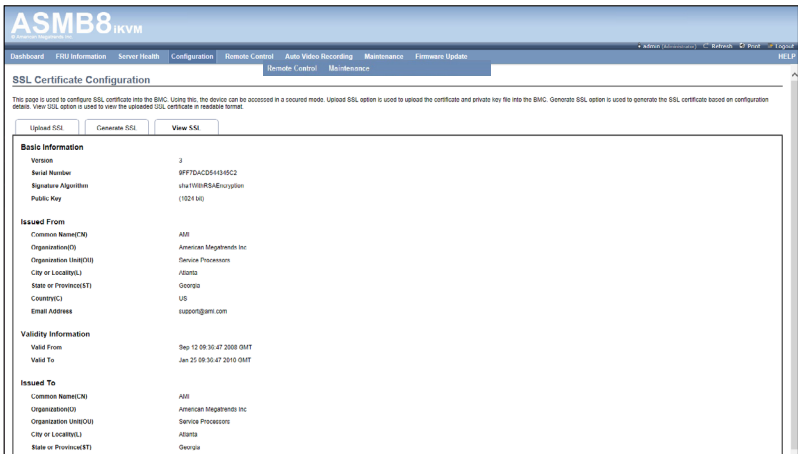 ASMB8 iKVM
© American Megatrends Inc.
• Admin (Administrator) Refresh Print Logout
Dashboard FRU Information Server Health Configuration Remote Control Auto Video Recording Maintenance Firmware Update HELP
Remote Control Maintenance
SSL Certificate Configuration
This page is used to configure SSL certificate into the BMC. Using this, the device can be accessed in a secured mode. Upload SSL option is used to upload the certificate and private key file into the BMC. Generate SSL option is used to generate the SSL certificate based on configuration
details. View SSL option is used to view the uploaded SSL certificate in readable format.
Upload SSL Generate SSL View SSL
Basic Information
Version 3
Serial Number 9FF7DACD544345C2
Signature Algorithm sha1WithRSAEncryption
Public Key (1024 bit)
Issued From
Common Name(CN) AMI
Organization(O) American Megatrends Inc
Organization Unit(OU) Service Processors
City or Locality(L) Atlanta
State or Province(ST) Georgia
Country(C) US
Email Address support@ami.com
Validity Information
Valid From Sep 12 09:36:47 2008 GMT
Valid To Jan 25 09:36:47 2010 GMT
Issued To
Common Name(CN) AMI
Organization(O) American Megatrends Inc
Organization Unit(OU) Service Processors
City or Locality(L) Atlanta
State or Province(ST) Georgia